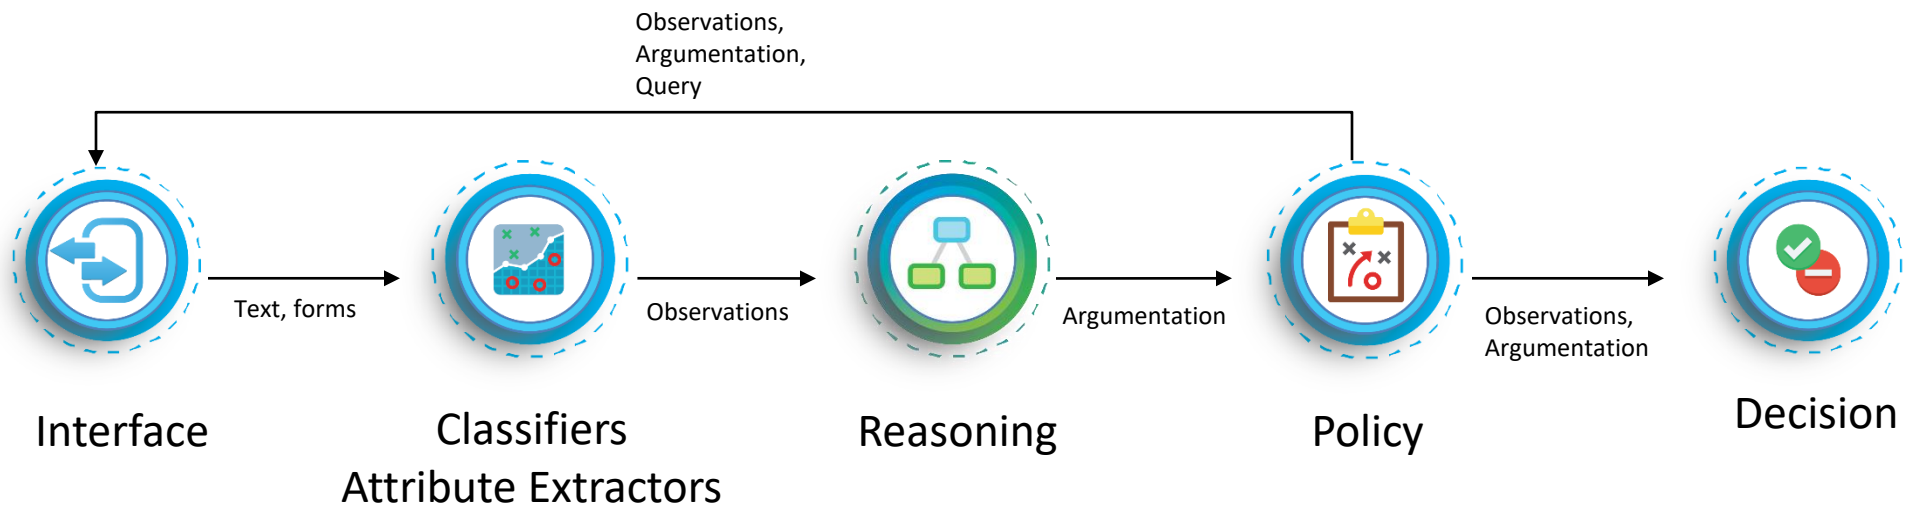 Observations,
Argumentation,
Query
Text, forms
Observations
Argumentation
Observations,
Argumentation
Interface
Classifiers
Attribute Extractors
Reasoning
Policy
Decision